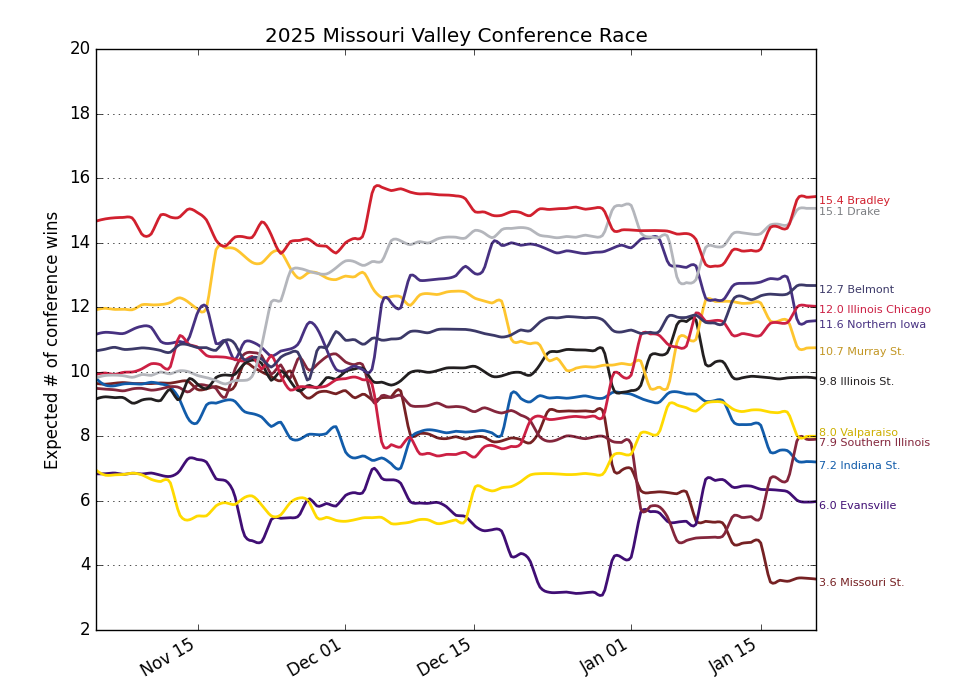 2025 Missouri Valley Conference Race
Expected # of conference wins
20
18
16
14
12
10
8
6
4
2
15.4 Bradley
15.1 Drake
12.7 Belmont
12.0 Illinois Chicago
11.6 Northern Iowa
10.7 Murray St.
9.8 Illinois St.
8.0 Valparaiso
7.9 Southern Illinois
7.2 Indiana St.
6.0 Evansville
3.6 Missouri St.
Nov 15
Dec 01
Dec 15
Jan 01
Jan 15